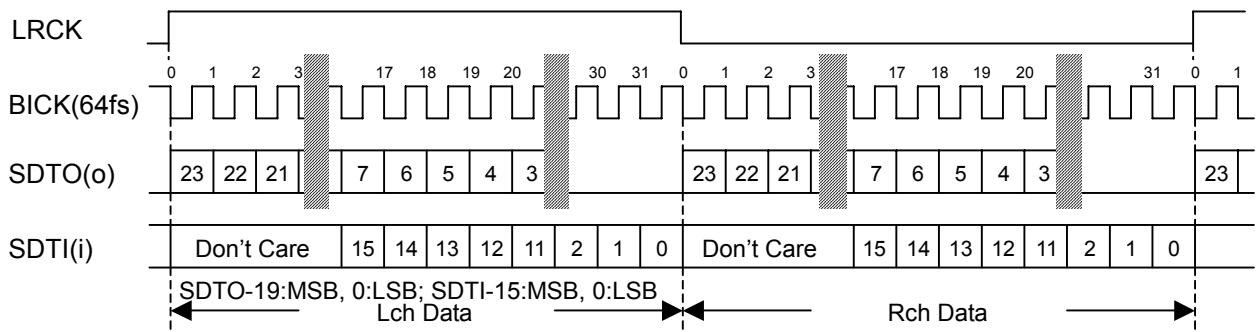 LRCK
0 1 2 3 17 18 19 20 30 31 0 1 2 3 17 18 19 20 31 0 1
BICK(64fs)
SDTO(o) 23 22 21 7 6 5 4 3 23 22 21 7 6 5 4 3 23
SDTI(i) Don't Care 15 14 13 12 11 2 1 0 Don't Care 15 14 13 12 11 2 1 0
SDTO-19:MSB, 0:LSB; SDTI-15:MSB, 0:LSB
Lch Data Rch Data